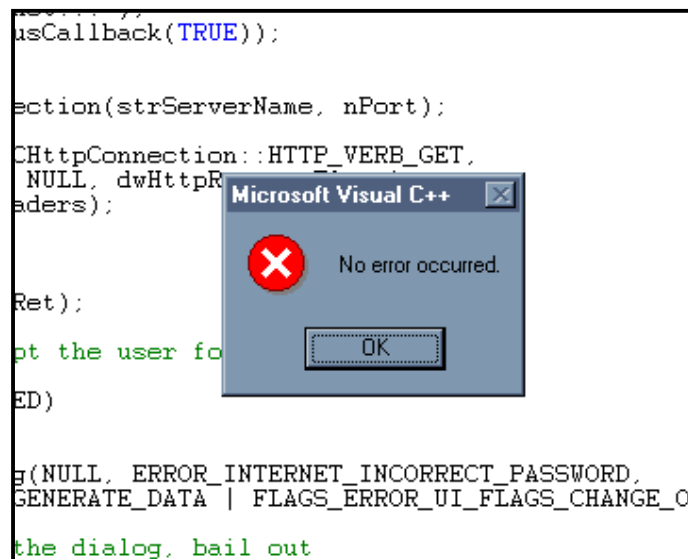 usCallback(TRUE));
ection(strServerName, nPort);
CHttpConnection::HTTP_VERB_GET,
NULL, dwHttpR
aders);
Microsoft Visual C++
No error occurred.
Ret);
OK
pt the user fo
ED)
g(NULL, ERROR_INTERNET_INCORRECT_PASSWORD,
GENERATE_DATA | FLAGS_ERROR_UI_FLAGS_CHANGE_O
the dialog, bail out